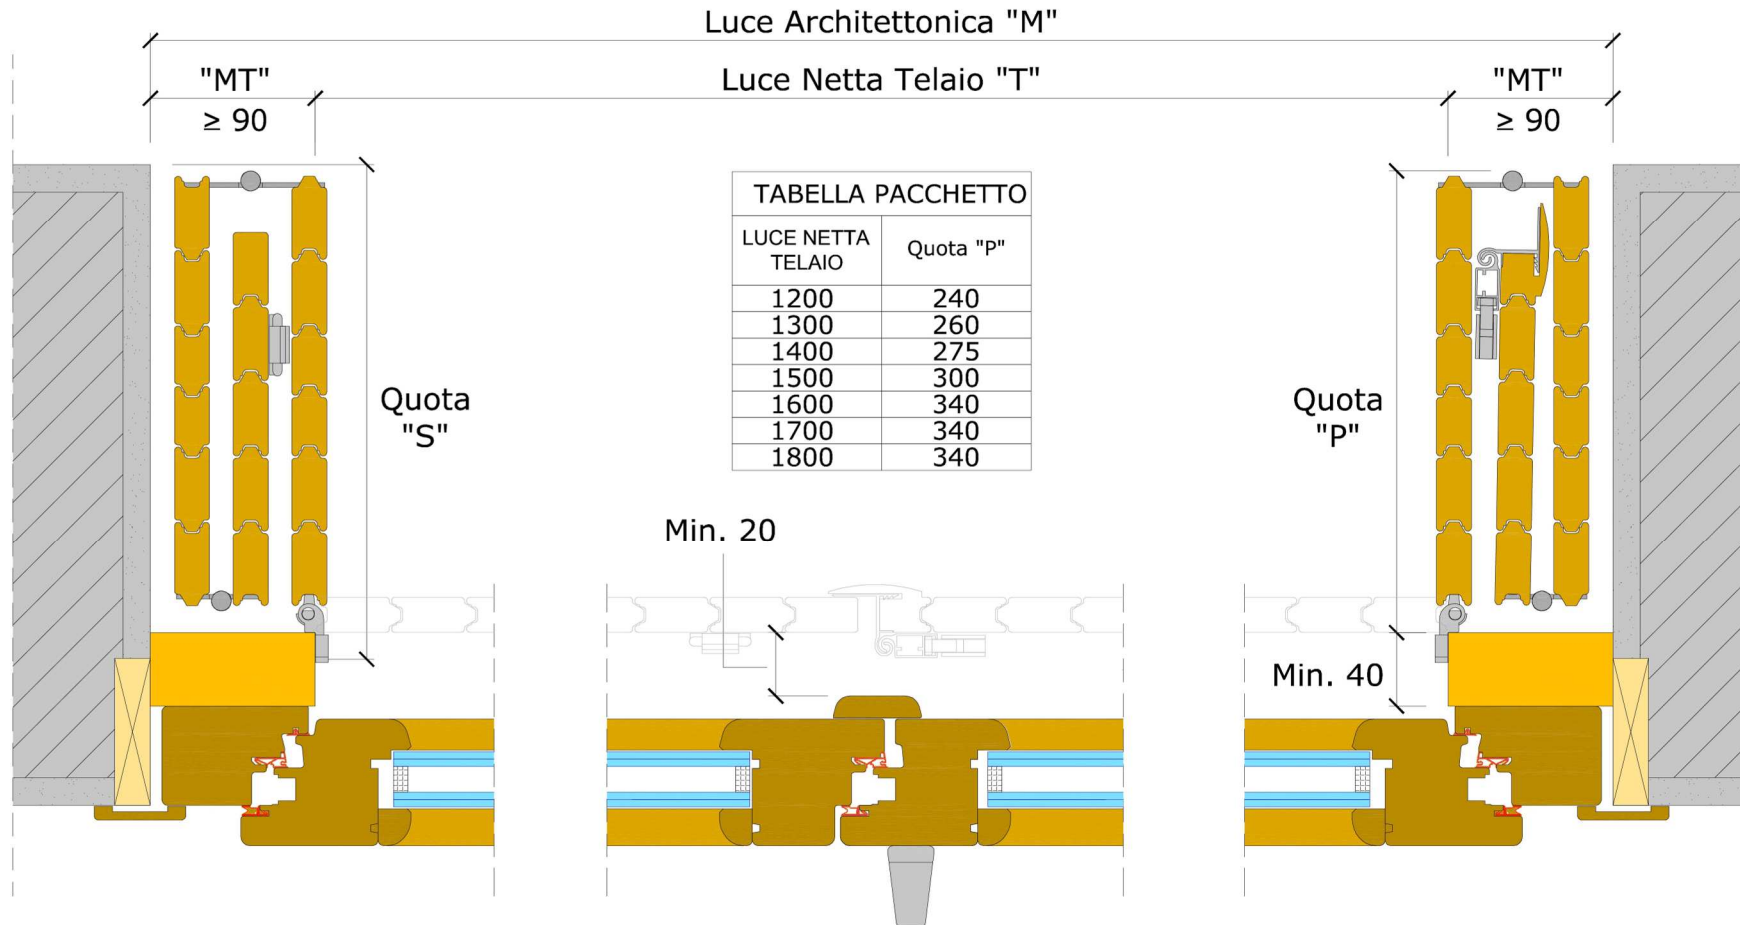 Luce Architettonica "M"
"MT"
Luce Netta Telaio "T"
"MT"
≥ 90
≥ 90
TABELLA PACCHETTO
LUCE NETTA
TELAIO
Quota "P"
1200 240
1300 260
1400 275
1500 300
1600 340
1700 340
1800 340
Quota
"S"
Quota
"P"
Min. 20
Min. 40